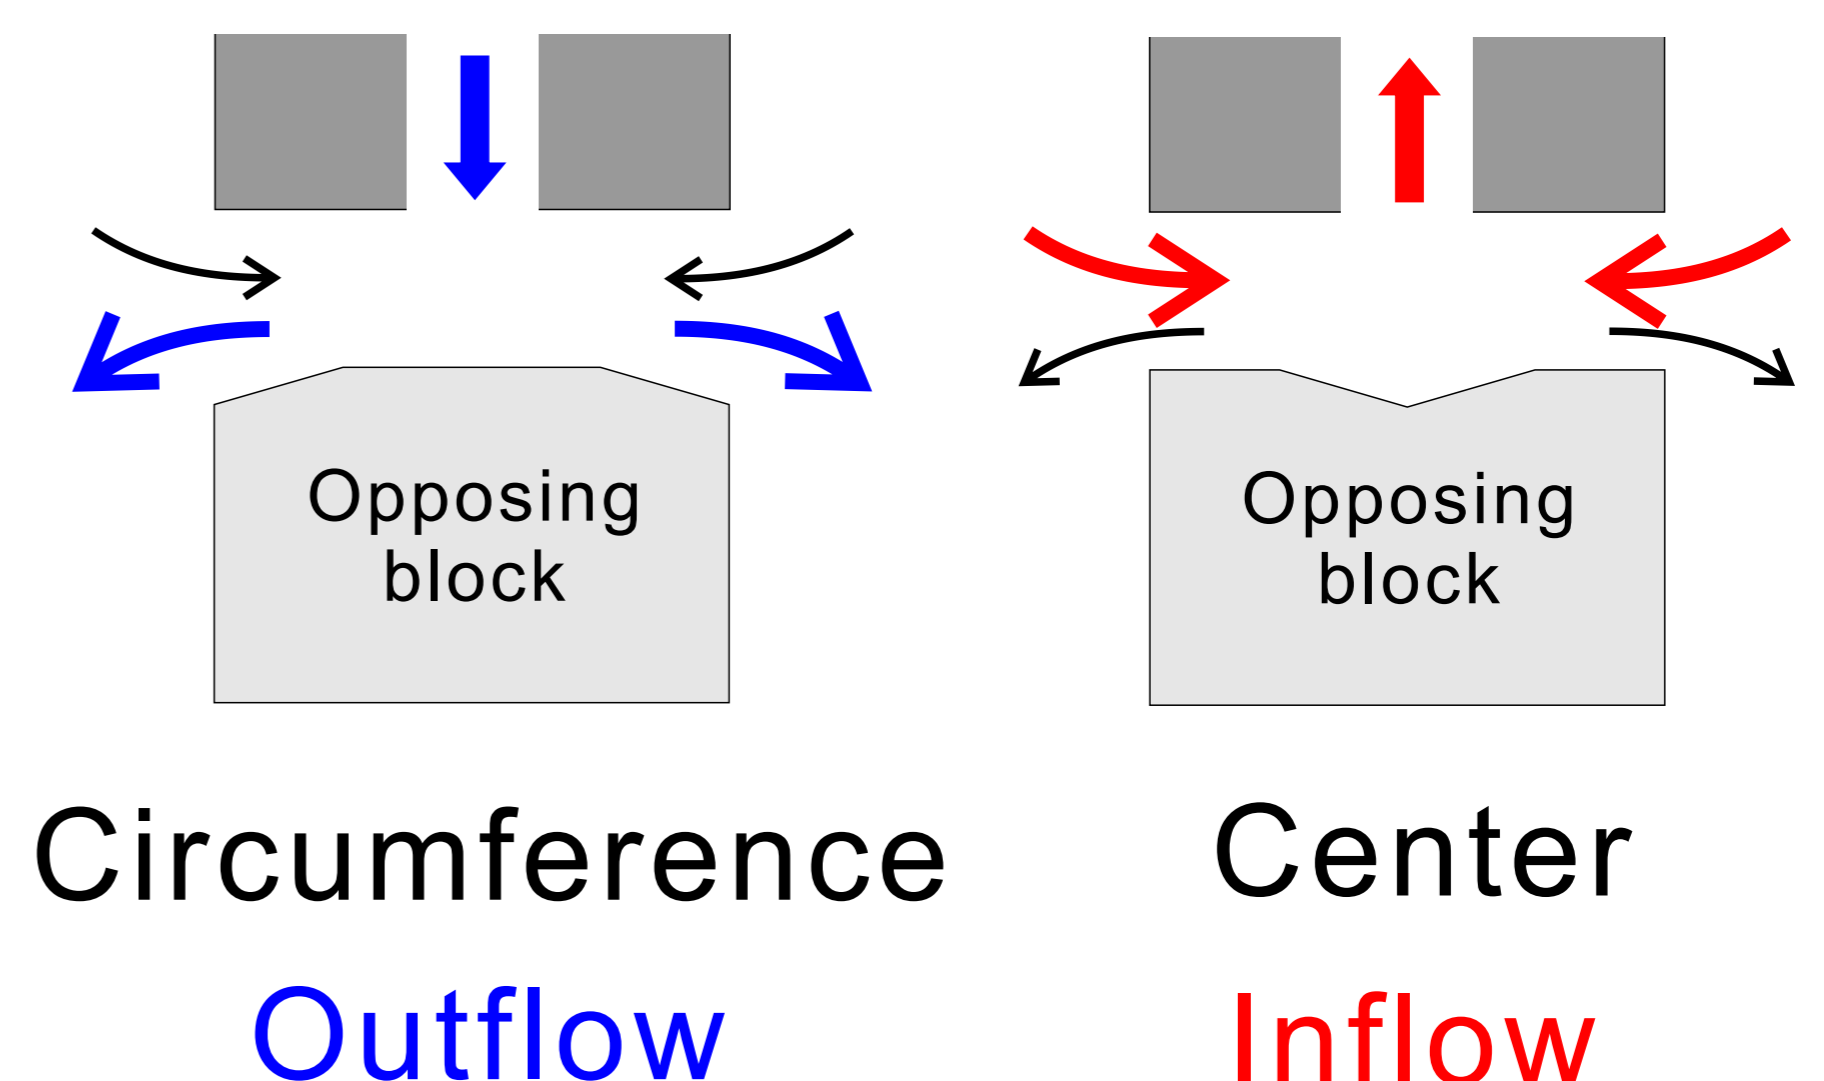 Opposing
block
Opposing
block
Circumference
Center
Outflow
Inflow